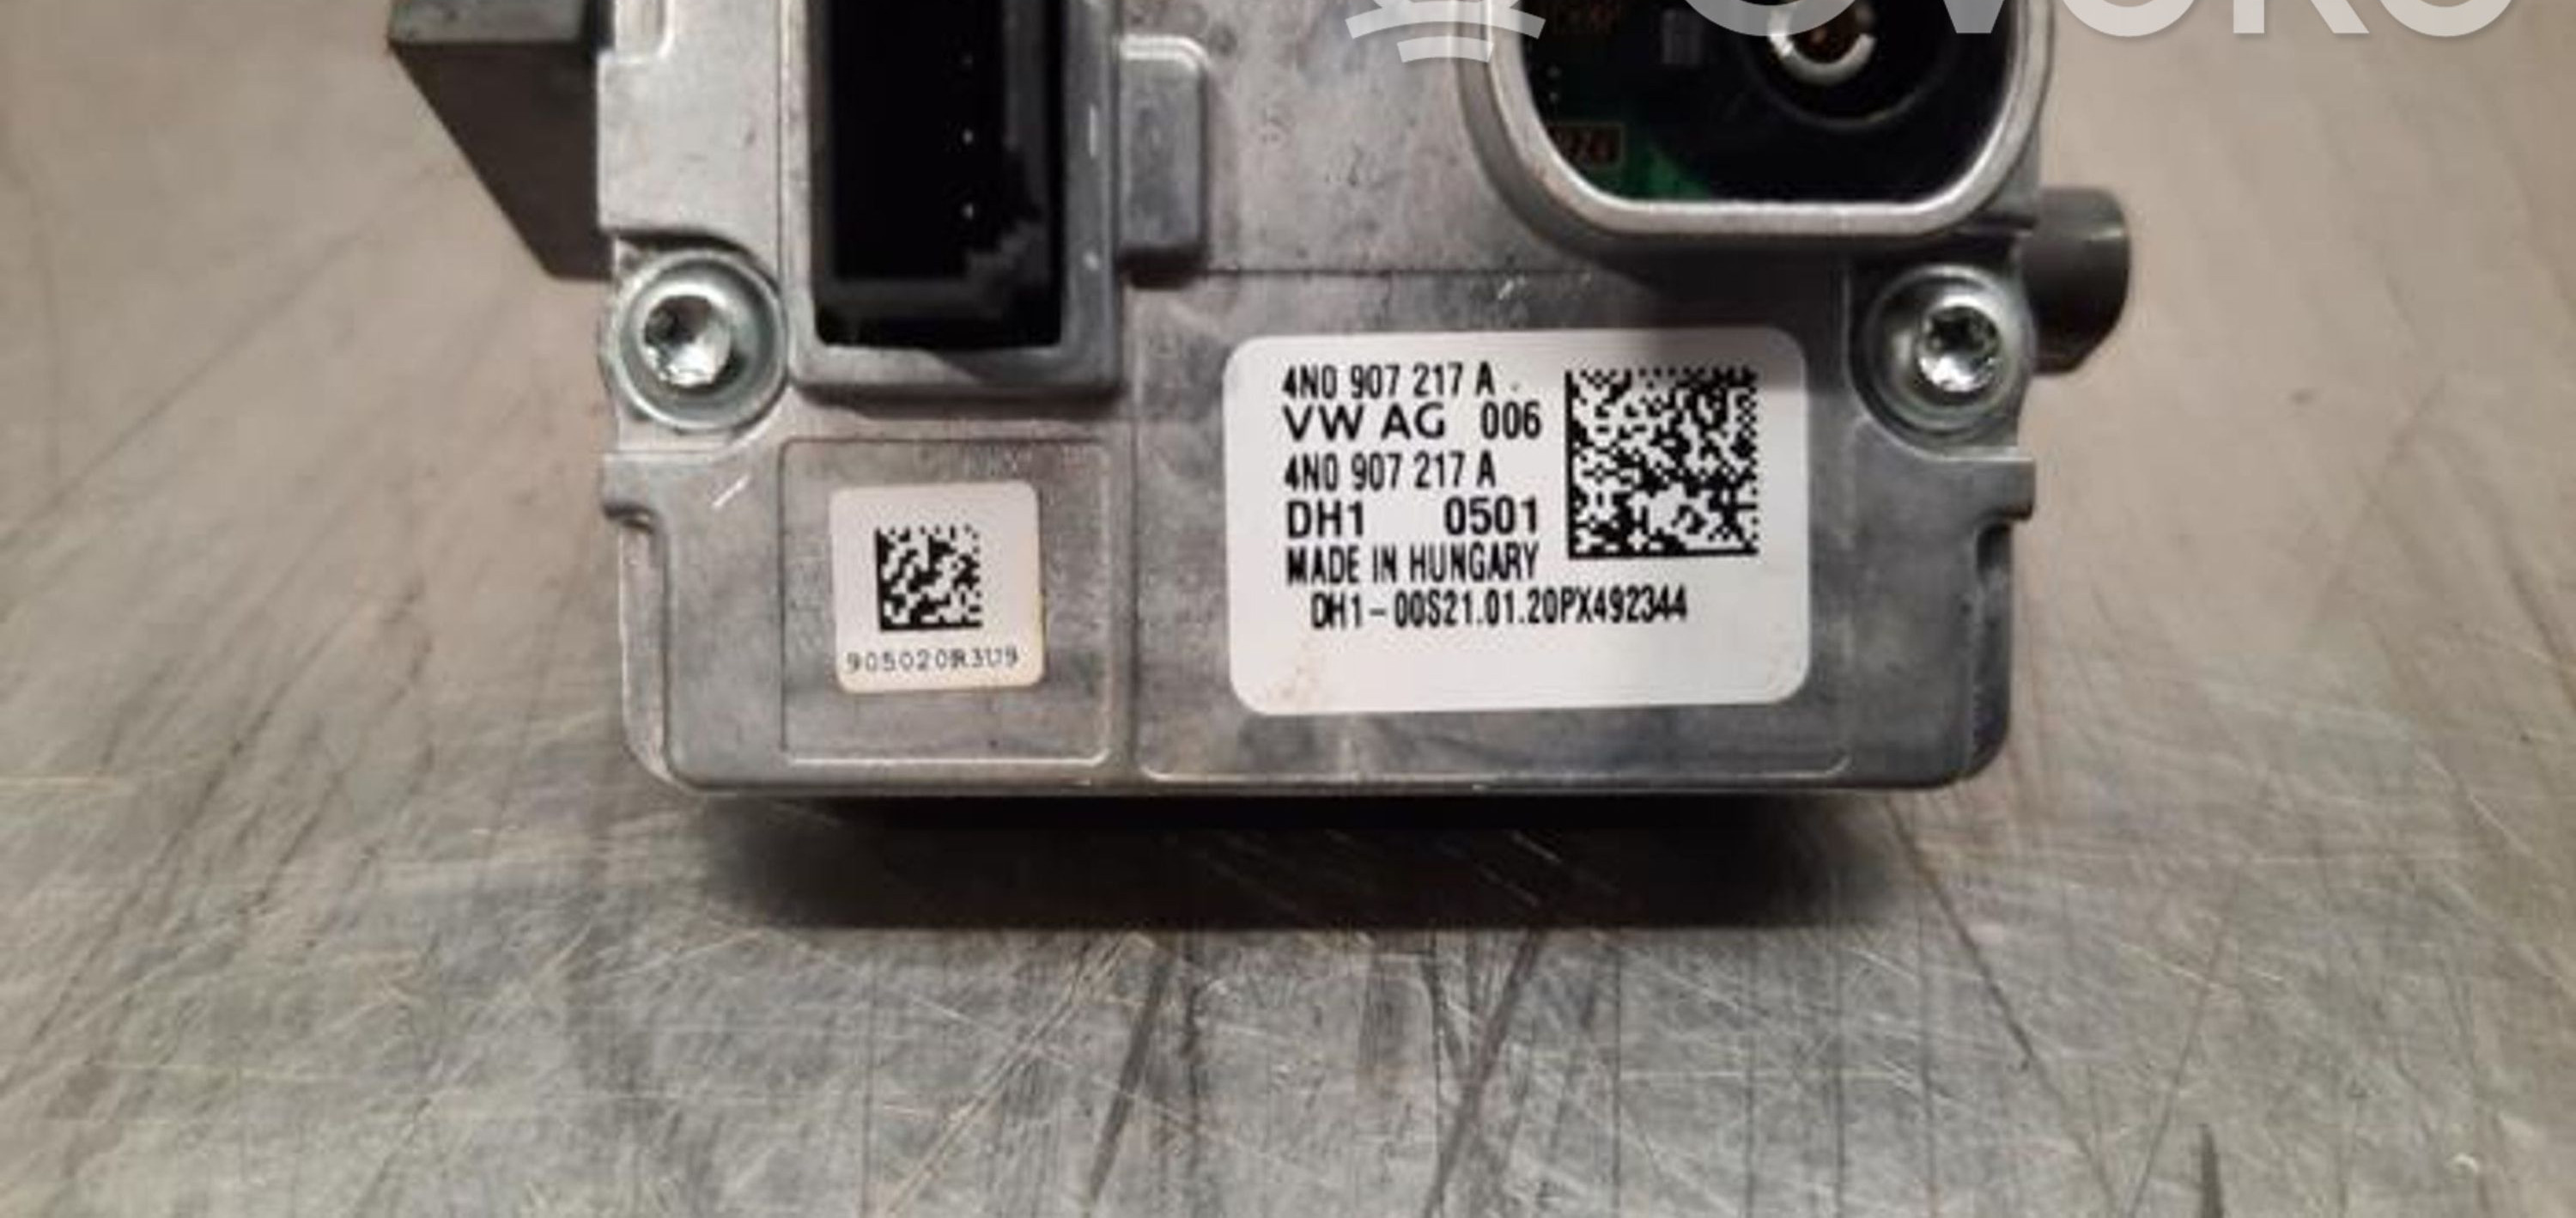 4N0 907 217 A
VW AG 006
4N0 907 217 A
DH1 0501
MADE IN HUNGARY
DH1-00S21.01.20PX492344
905020R3U9